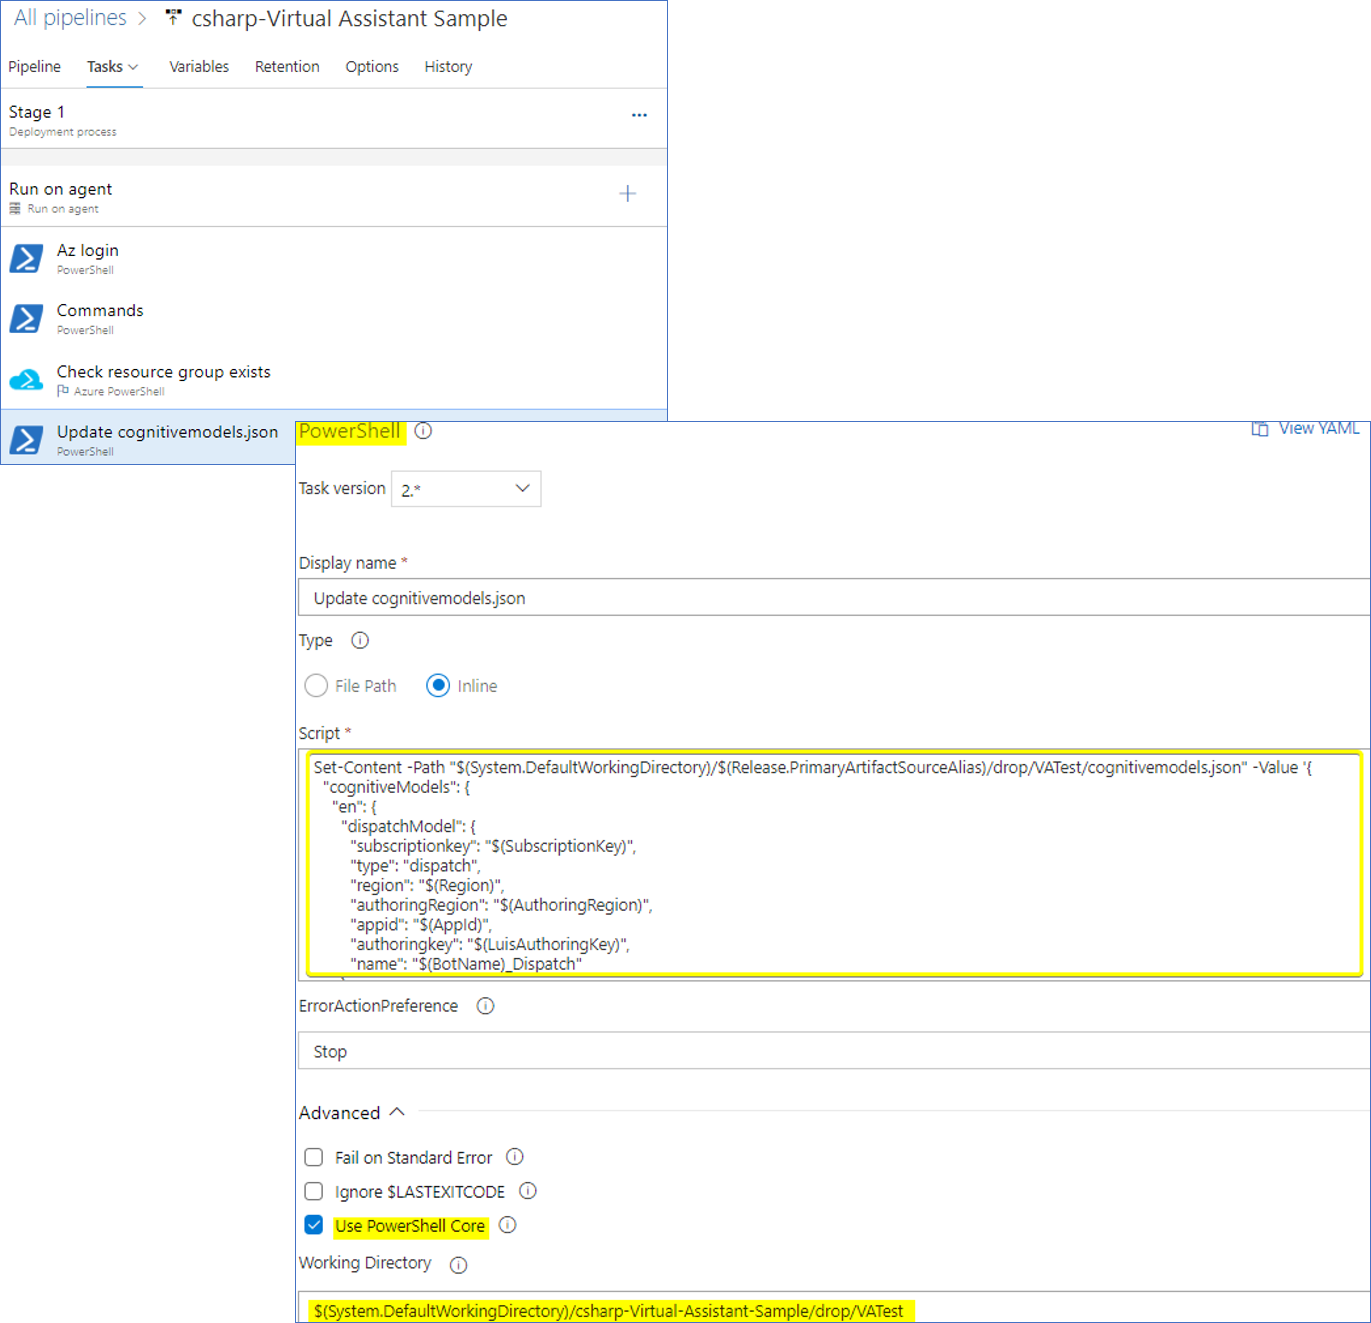 All pipelines > csharp-Virtual Assistant Sample
Pipeline Tasks Variables Retention Options History
Stage 1
Deployment process
Run on agent
Run on agent
Az login
PowerShell
Commands
PowerShell
Check resource group exists
Azure PowerShell
Update cognitivemodels.json
PowerShell
PowerShell
View YAML
Task version 2.*
Display name *
Update cognitivemodels.json
Type
File Path Inline
Script *
Set-Content -Path "$(System.DefaultWorkingDirectory)/$(Release.PrimaryArtifactSourceAlias)/drop/VATest/cognitivemodels.json" -Value '{
"cognitiveModels": {
"en": {
"dispatchModel": {
"subscriptionkey": "$(SubscriptionKey)",
"type": "dispatch",
"region": "$(Region)",
"authoringRegion": "$(AuthoringRegion)",
"appid": "$(AppId)",
"authoringkey": "$(LuisAuthoringKey)",
"name": "$(BotName)_Dispatch"
ErrorActionPreference
Stop
Advanced
Fail on Standard Error
Ignore $LASTEXITCODE
Use PowerShell Core
Working Directory
$(System.DefaultWorkingDirectory)/csharp-Virtual-Assistant-Sample/drop/VATest